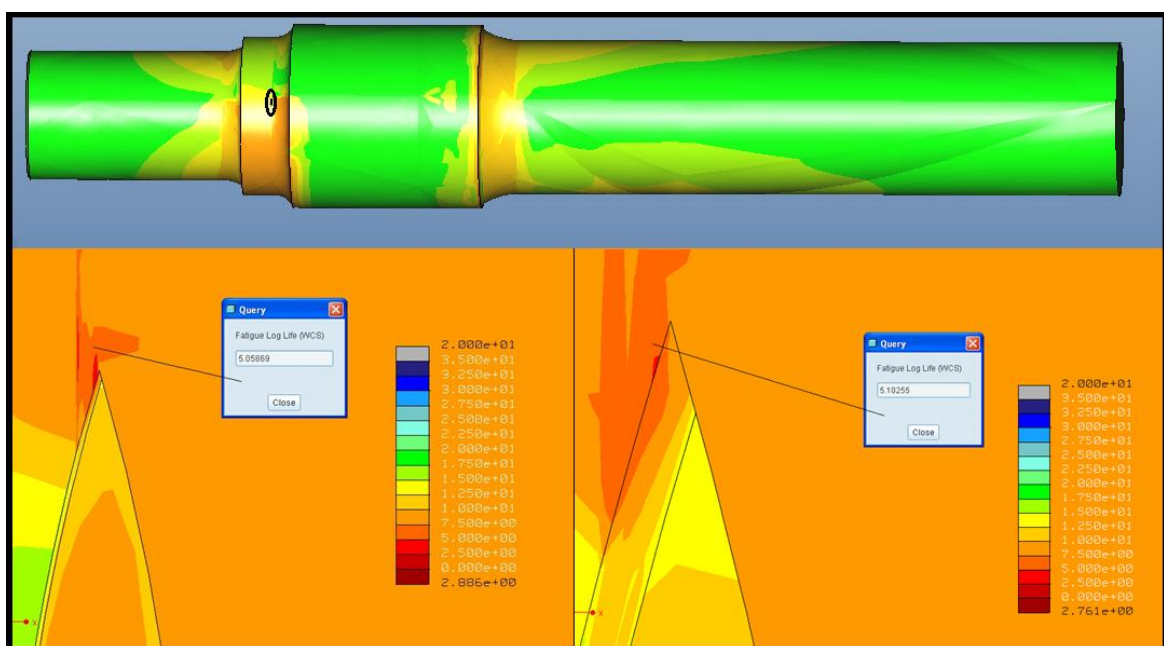 Query
Fatigue Log Life (WCS)
5.05869
Close
2.000e+01
3.500e+01
3.250e+01
3.000e+01
2.750e+01
2.500e+01
2.250e+01
2.000e+01
1.750e+01
1.500e+01
1.250e+01
1.000e+01
7.500e+00
5.000e+00
2.500e+00
0.000e+00
2.886e+00
x
Query
Fatigue Log Life (WCS)
5.10255
Close
2.000e+01
3.500e+01
3.250e+01
3.000e+01
2.750e+01
2.500e+01
2.250e+01
2.000e+01
1.750e+01
1.500e+01
1.250e+01
1.000e+01
7.500e+00
5.000e+00
2.500e+00
0.000e+00
2.761e+00
x